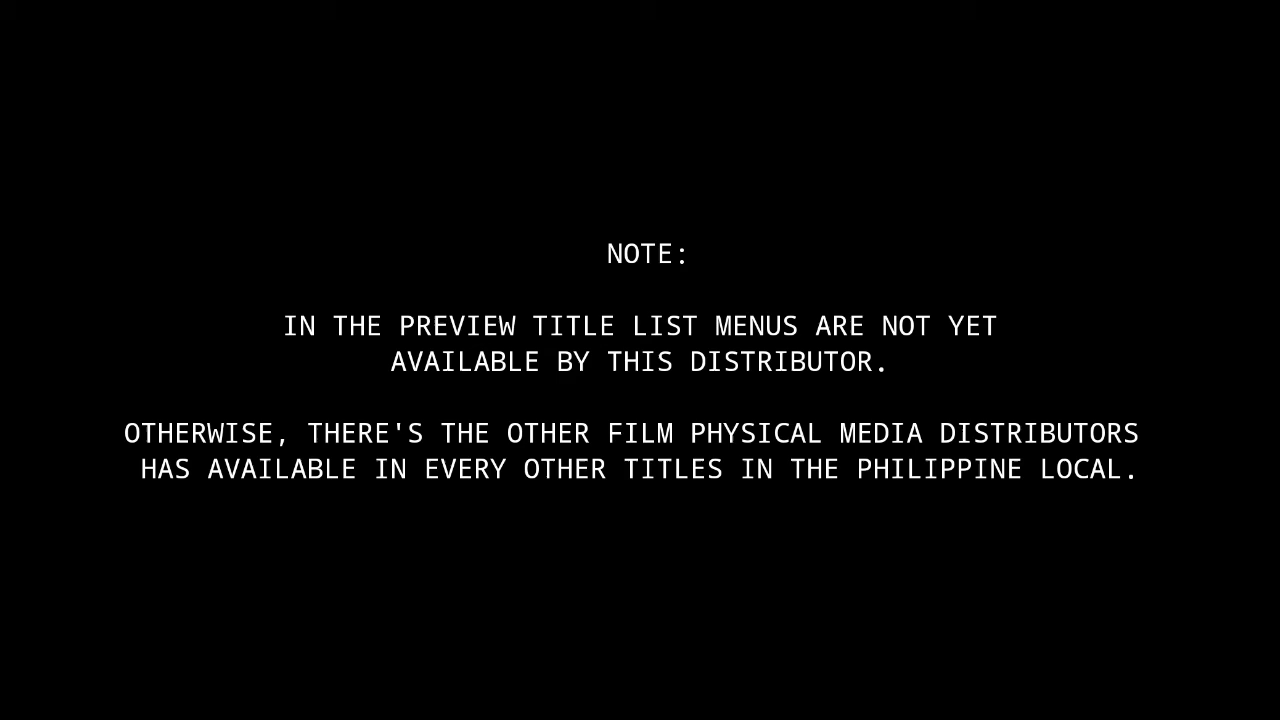 NOTE:
IN THE PREVIEW TITLE LIST MENUS ARE NOT YET
AVAILABLE BY THIS DISTRIBUTOR.
OTHERWISE, THERE'S THE OTHER FILM PHYSICAL MEDIA DISTRIBUTORS
HAS AVAILABLE IN EVERY OTHER TITLES IN THE PHILIPPINE LOCAL.